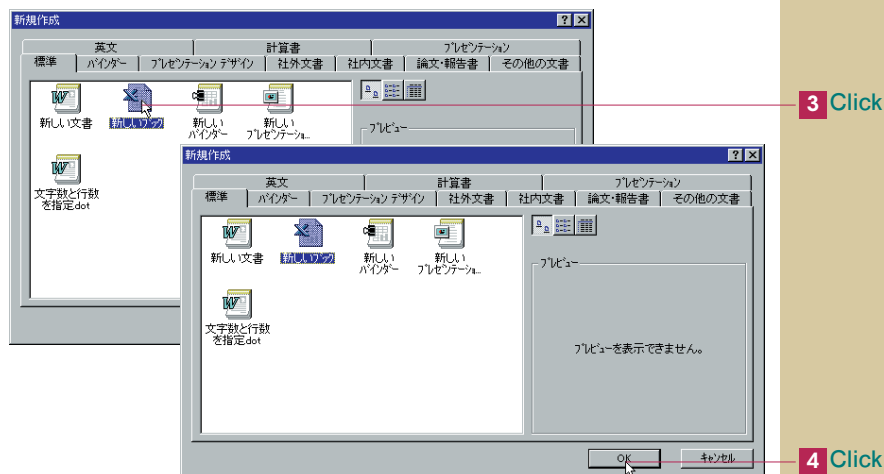 新規作成
英文 計算書 プレゼンテーション
標準 バインダー プレゼンテーション デザイン 社外文書 社内文書 論文・報告書 その他の文書
新しい文書 新しいブック 新しい
バインダー 新しい
プレゼンテーショ...
プレビュー
文字数と行数
を指定dot
3 Click
新規作成
英文 計算書 プレゼンテーション
標準 バインダー プレゼンテーション デザイン 社外文書 社内文書 論文・報告書 その他の文書
新しい文書 新しいブック 新しい
バインダー 新しい
プレゼンテーショ...
プレビュー
文字数と行数
を指定dot
プレビューを表示できません。
OK キャンセル
4 Click